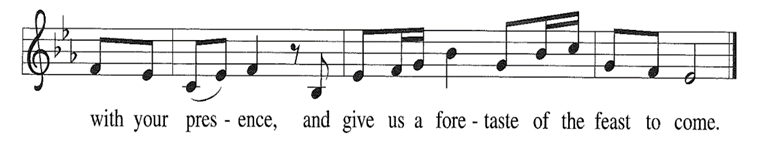 with your pres - ence, and give us a fore - taste of the feast to come.